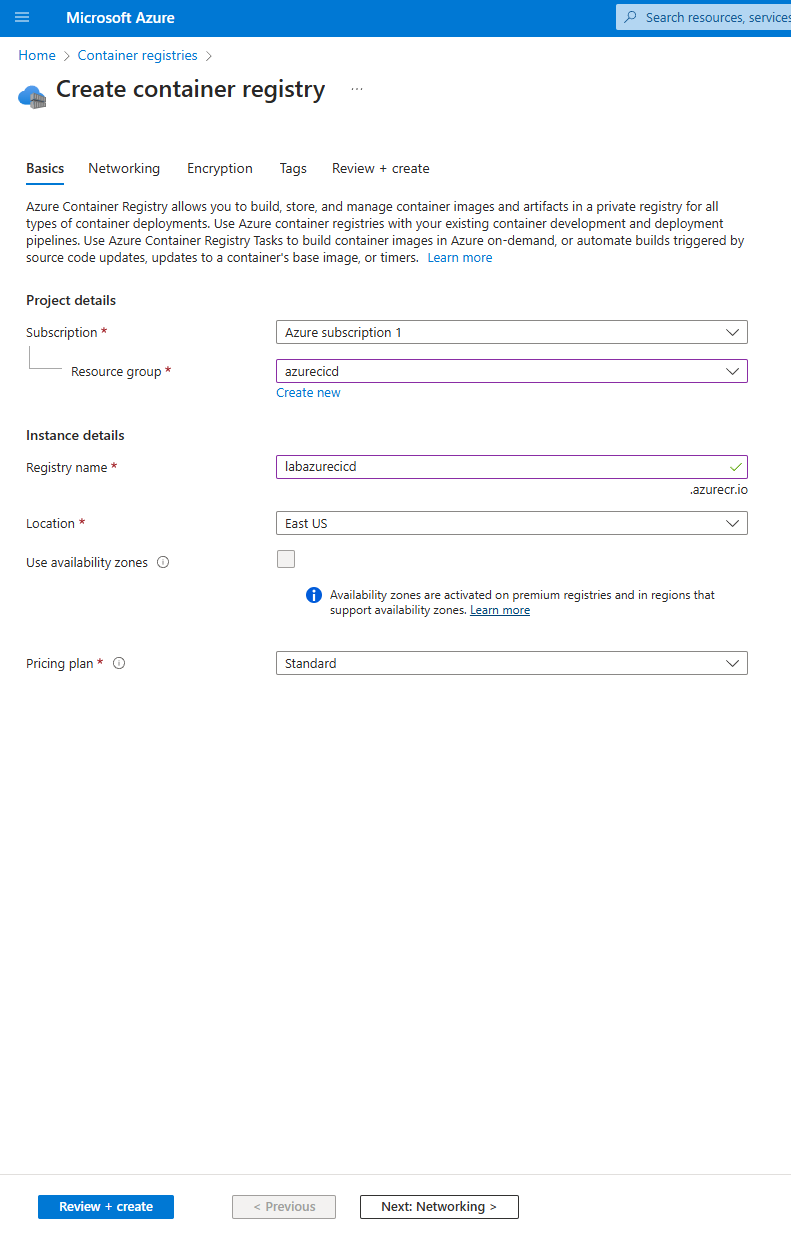 Microsoft Azure
Search resources, services
Home > Container registries >
Create container registry ...
Basics Networking Encryption Tags Review + create
Azure Container Registry allows you to build, store, and manage container images and artifacts in a private registry for all
types of container deployments. Use Azure container registries with your existing container development and deployment
pipelines. Use Azure Container Registry Tasks to build container images in Azure on-demand, or automate builds triggered by
source code updates, updates to a container's base image, or timers. Learn more
Project details
Subscription * Azure subscription 1
Resource group * azurecicd
Create new
Instance details
Registry name * labazurecicd
.azurecr.io
Location * East US
Use availability zones
Availability zones are activated on premium registries and in regions that
support availability zones. Learn more
Pricing plan * Standard
Review + create < Previous Next: Networking >